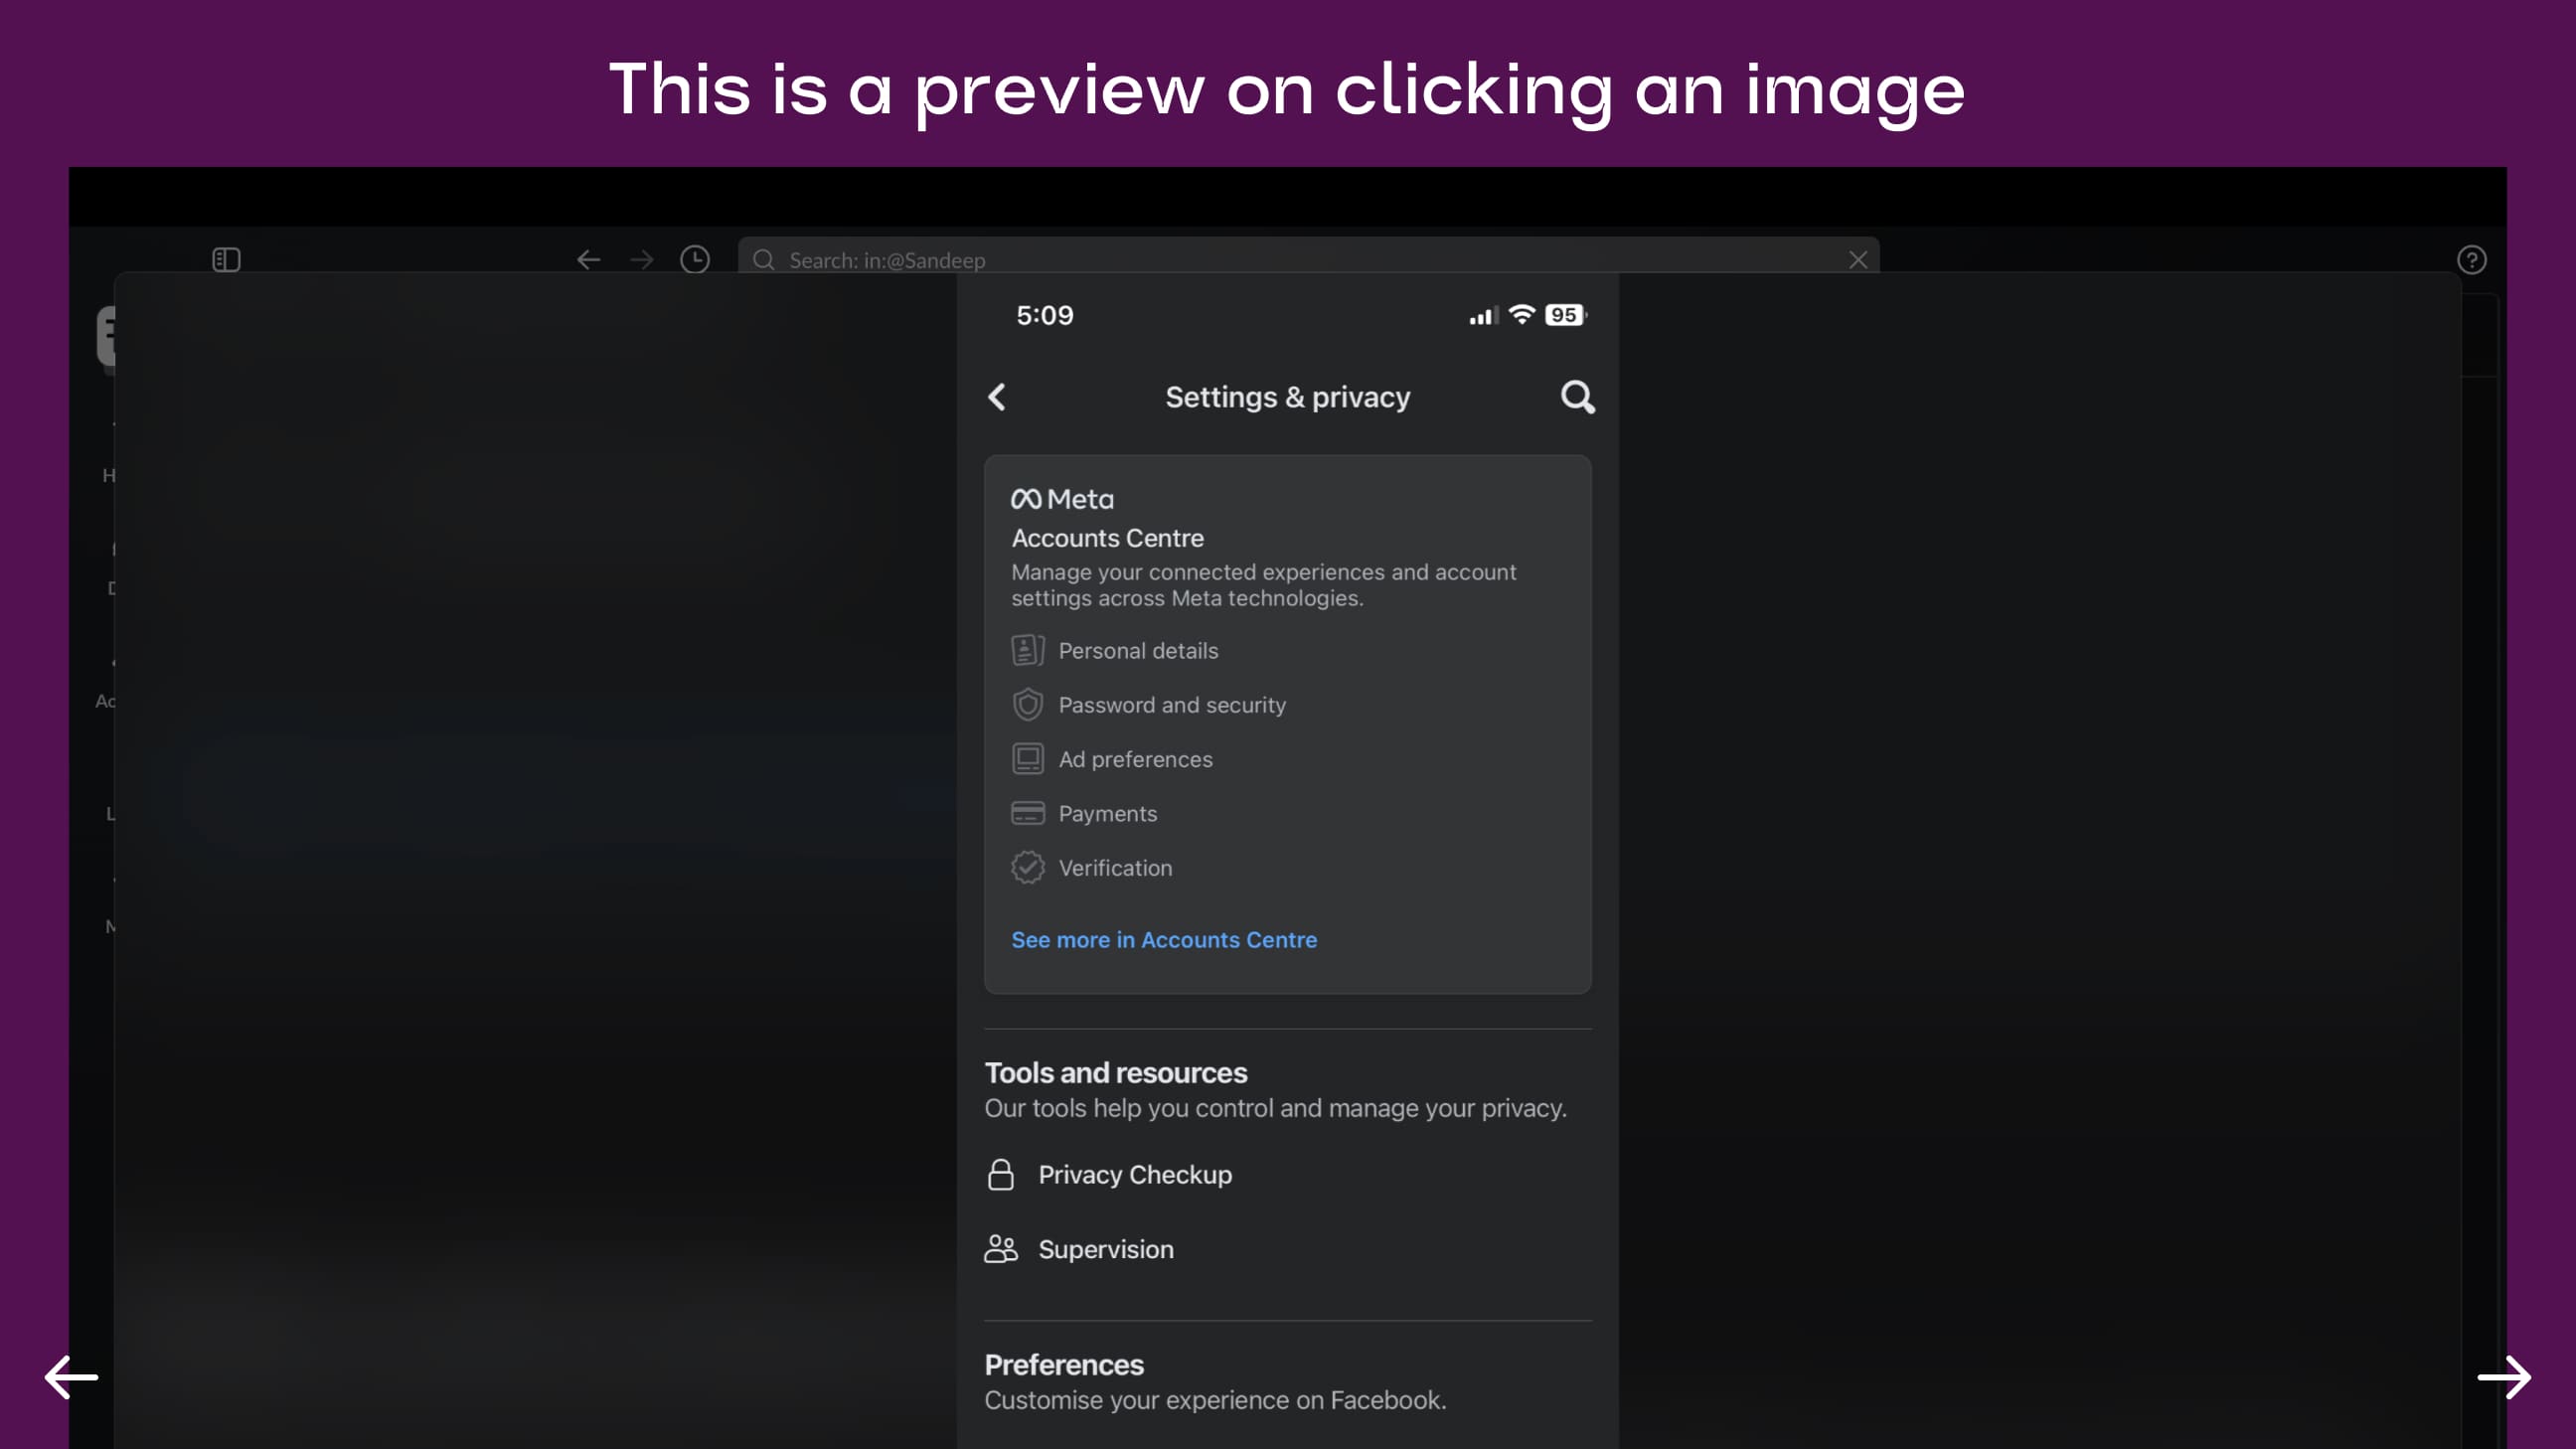 This is a preview on clicking an image
Search: in:@Sandeep
5:09
95
Settings & privacy
Meta
Accounts Centre
Manage your connected experiences and account
settings across Meta technologies.
Personal details
Password and security
Ad preferences
Payments
Verification
See more in Accounts Centre
Tools and resources
Our tools help you control and manage your privacy.
Privacy Checkup
Supervision
Preferences
Customise your experience on Facebook.